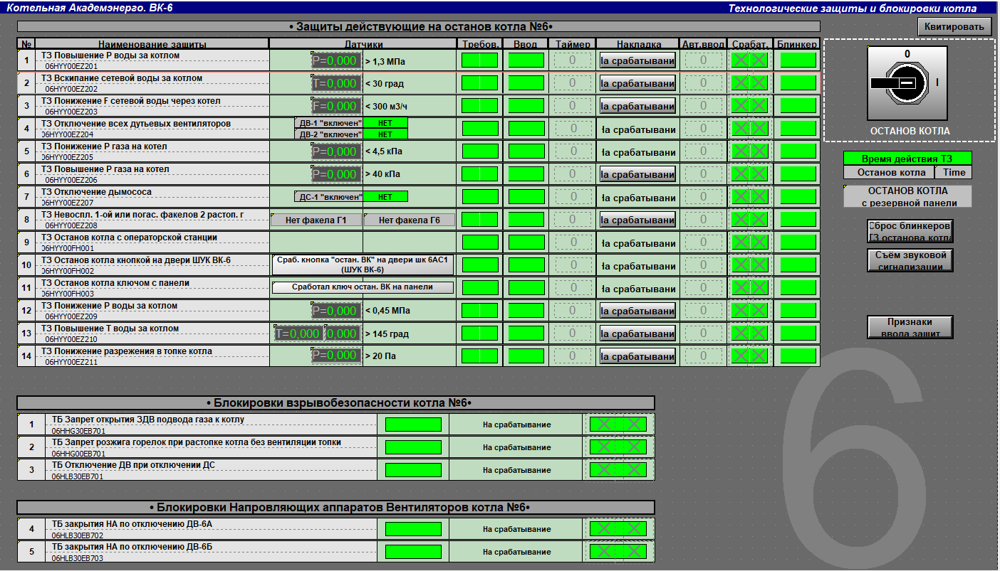 Котельная Академэнерго. ВК-6
Технологические защиты и блокировки котла
• Защиты действующие на останов котла №6•
Квитировать
№ Наименование защиты Датчики Требов. Ввод Таймер Накладка Авт.ввод Срабат. Блинкер
1 ТЗ Повышение P воды за котлом P=0,000 > 1,3 МПа 0 На срабатывани 0
06HYY00EZ201
2 ТЗ Вскипание сетевой воды за котлом T=0,000 < 30 град 0 На срабатывани 0
06HYY00EZ202
3 ТЗ Понижение F сетевой воды через котел F=0,000 < 300 м3/ч 0 На срабатывани 0
06HYY00EZ203
4 ТЗ Отключение всех дутьевых вентиляторов ДВ-1 "включен" НЕТ 0 На срабатывани 0
06HYY00EZ204 ДВ-2 "включен" НЕТ
5 ТЗ Понижение P газа на котел P=0,000 < 4,5 кПа 0 На срабатывани 0
06HYY00EZ205
6 ТЗ Повышение P газа на котел P=0,000 > 40 кПа 0 На срабатывани 0
06HYY00EZ206
7 ТЗ Отключение дымососа ДС-1 "включен" НЕТ 0 На срабатывани 0
06HYY00EZ207
8 ТЗ Невоспл. 1-ой или погас. факелов 2 растоп. г Нет факела Г1 Нет факела Г6 0 На срабатывани 0
06HYY00EZ208
9 ТЗ Останов котла с операторской станции 0 На срабатывани 0
06HYY00FH001
10 ТЗ Останов котла кнопкой на двери ШУК ВК-6 Сраб. кнопка "остан. ВК" на двери шк 6АС1 0 На срабатывани 0
06HYY00FH002 (ШУК ВК-6)
11 ТЗ Останов котла ключом с панели Сработал ключ остан. ВК на панели 0 На срабатывани 0
06HYY00FH003
12 ТЗ Понижение P воды за котлом P=0,000 < 0,45 МПа 0 На срабатывани 0
06HYY00EZ209
13 ТЗ Повышение T воды за котлом T=0,000 0,000 > 145 град 0 На срабатывани 0
06HYY00EZ210
14 ТЗ Понижение разрежения в топке котла P=0,000 > 20 Па 0 На срабатывани 0
06HYY00EZ211
0
I
ОСТАНОВ КОТЛА
Время действия ТЗ
Останов котла Time
ОСТАНОВ КОТЛА
с резервной панели
Сброс блинкеров
ТЗ останова котла
Съём звуковой
сигнализации
Признаки
ввода защит
6
• Блокировки взрывобезопасности котла №6•
1 ТБ Запрет открытия ЗДВ подвода газа к котлу На срабатывание
06HHG30EB701
2 ТБ Запрет розжига горелок при растопке котла без вентиляции топки На срабатывание
06HHG00EB701
3 ТБ Отключение ДВ при отключении ДС На срабатывание
06HLB30EB701
• Блокировки Напровляющих аппаратов Вентиляторов котла №6•
4 ТБ закрытия НА по отключению ДВ-6А На срабатывание
06HLB30EB702
5 ТБ закрытия НА по отключению ДВ-6Б На срабатывание
06HLB30EB703